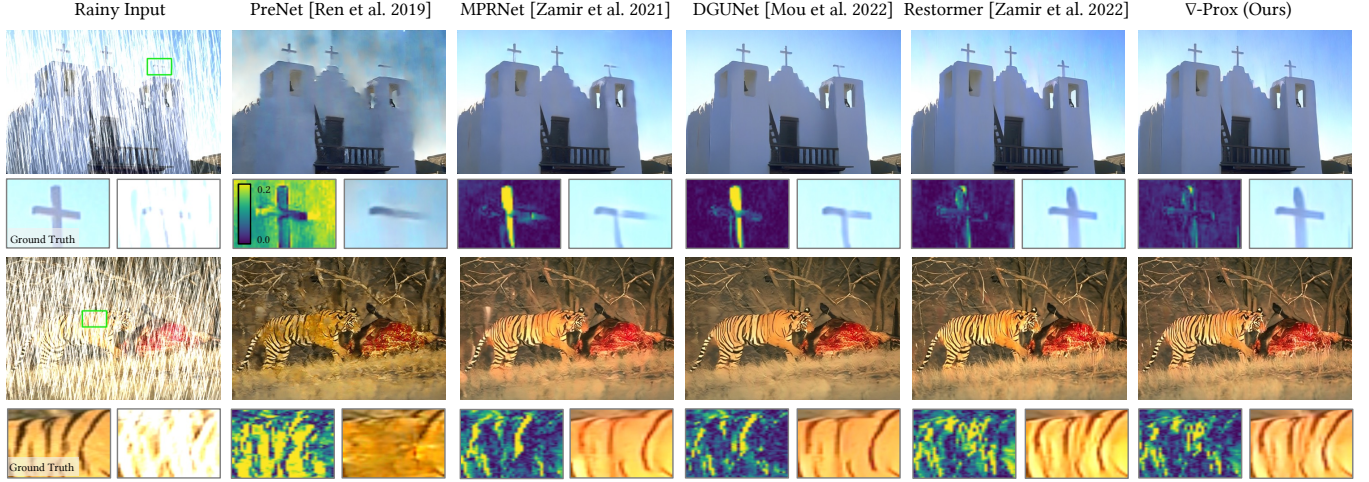 Rainy Input PreNet [Ren et al. 2019] MPRNet [Zamir et al. 2021] DGUNet [Mou et al. 2022] Restormer [Zamir et al. 2022] ∇-Prox (Ours)
0.2
0.0
Ground Truth
Ground Truth